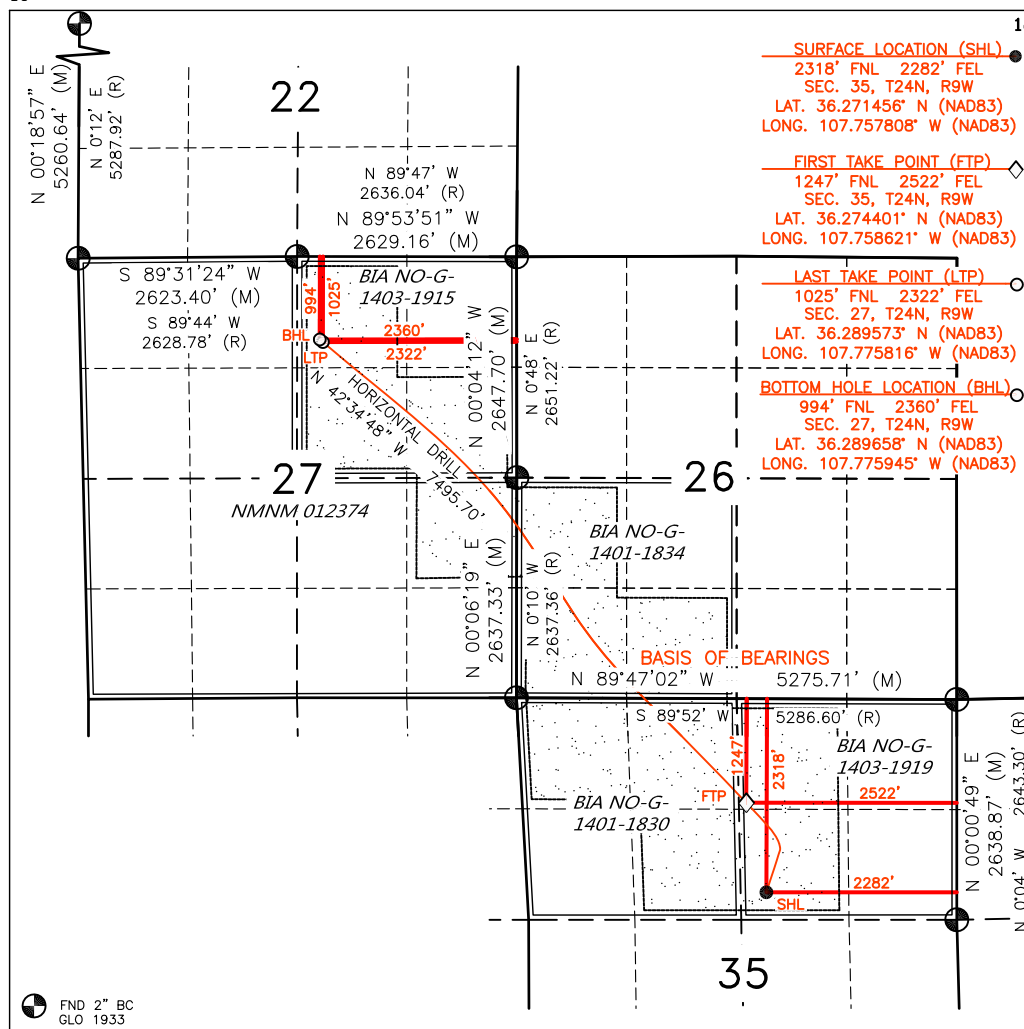 22
N 00°18'57" E
5260.64' (M)
N 0°12' E
5287.92' (R)
N 89°47' W
2636.04' (R)
N 89°53'51" W
2629.16' (M)
S 89°31'24" W
2623.40' (M)
S 89°44' W
2628.78' (R)
BIA NO-G-
1403-1915
994'
1025'
BHL
LTP
2360'
2322'
N 00°04'12" W
2647.70' (M)
N 0°48' E
2651.22' (R)
HORIZONTAL DRILL
N 42°34'48" W
7495.70'
27
NMNM 012374
26
BIA NO-G-
1401-1834
N 00°06'19" E
2637.33' (M)
N 0°10' W
2637.36' (R)
BASIS OF BEARINGS
N 89°47'02" W 5275.71' (M)
S 89°52' W 5286.60' (R)
1247'
2318'
BIA NO-G-
1403-1919
FTP
2522'
BIA NO-G-
1401-1830
2282'
SHL
N 00°00'49" E
2638.87' (M)
N 0°04' W 2643.30' (R)
35
SURFACE LOCATION (SHL)
2318' FNL 2282' FEL
SEC. 35, T24N, R9W
LAT. 36.271456° N (NAD83)
LONG. 107.757808° W (NAD83)
FIRST TAKE POINT (FTP)
1247' FNL 2522' FEL
SEC. 35, T24N, R9W
LAT. 36.274401° N (NAD83)
LONG. 107.758621° W (NAD83)
LAST TAKE POINT (LTP)
1025' FNL 2322' FEL
SEC. 27, T24N, R9W
LAT. 36.289573° N (NAD83)
LONG. 107.775816° W (NAD83)
BOTTOM HOLE LOCATION (BHL)
994' FNL 2360' FEL
SEC. 27, T24N, R9W
LAT. 36.289658° N (NAD83)
LONG. 107.775945° W (NAD83)
FND 2" BC
GLO 1933